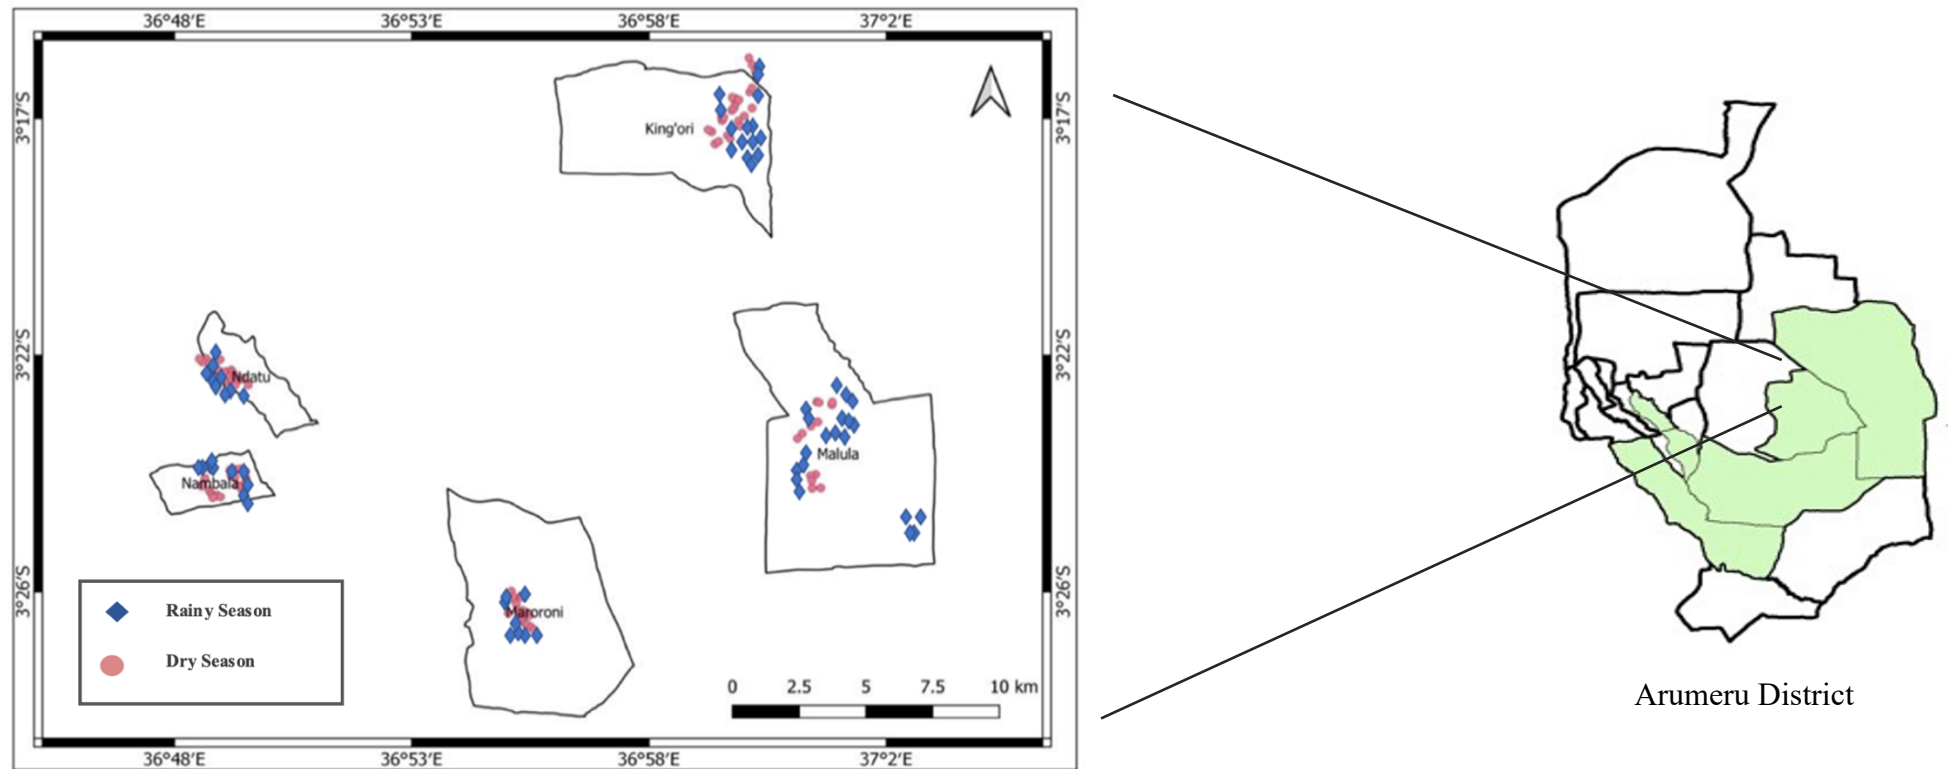 36°48′E 36°53′E 36°58′E 37°2′E
3°17′S 3°17′S
King'ori
3°22′S 3°22′S
Ndatu
Malula
Nambala
3°26′S 3°26′S
Maroroni
Rainy Season
Dry Season
0 2.5 5 7.5 10 km
Arumeru District
36°48′E 36°53′E 36°58′E 37°2′E